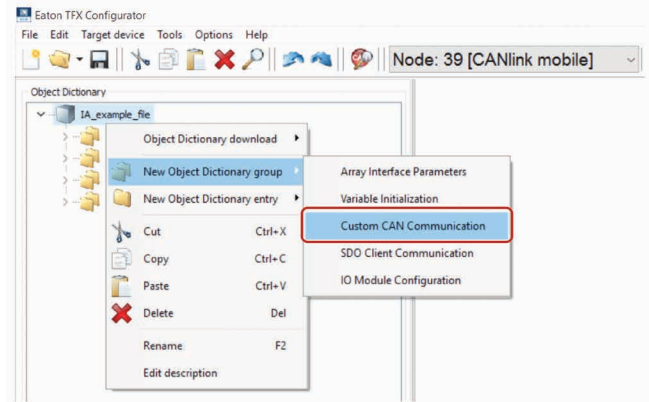 Eaton TFX Configurator
File Edit Target device Tools Options Help
Node: 39 [CANlink mobile]
Object Dictionary
IA_example_file
Object Dictionary download
New Object Dictionary group
New Object Dictionary entry
Cut Ctrl+X
Copy Ctrl+C
Paste Ctrl+V
Delete Del
Rename F2
Edit description
Array Interface Parameters
Variable Initialization
Custom CAN Communication
SDO Client Communication
IO Module Configuration